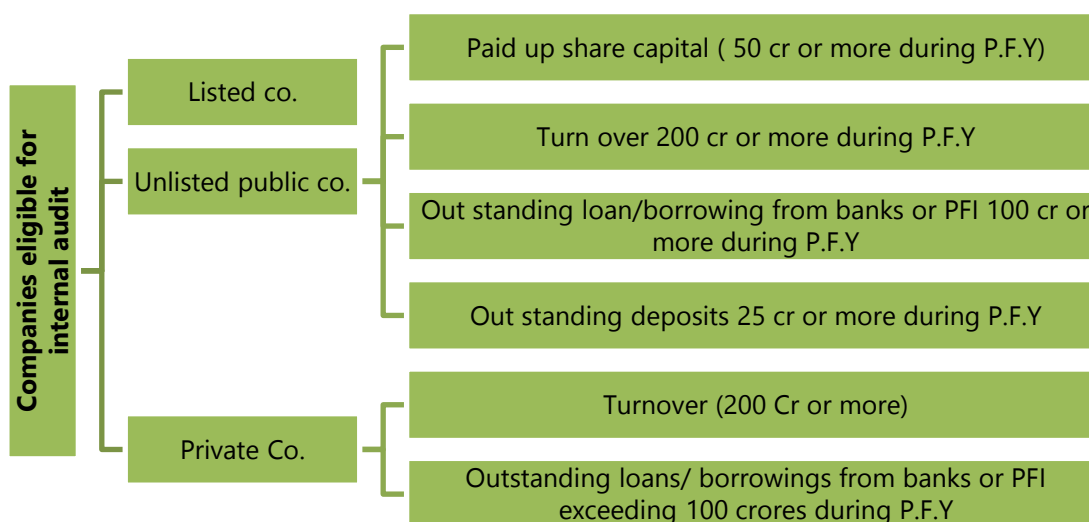 Companies eligible for
internal audit
Listed co.
Unlisted public co.
Private Co.
Paid up share capital ( 50 cr or more during P.F.Y)
Turn over 200 cr or more during P.F.Y
Out standing loan/borrowing from banks or PFI 100 cr or
more during P.F.Y
Out standing deposits 25 cr or more during P.F.Y
Turnover (200 Cr or more)
Outstanding loans/ borrowings from banks or PFI
exceeding 100 crores during P.F.Y